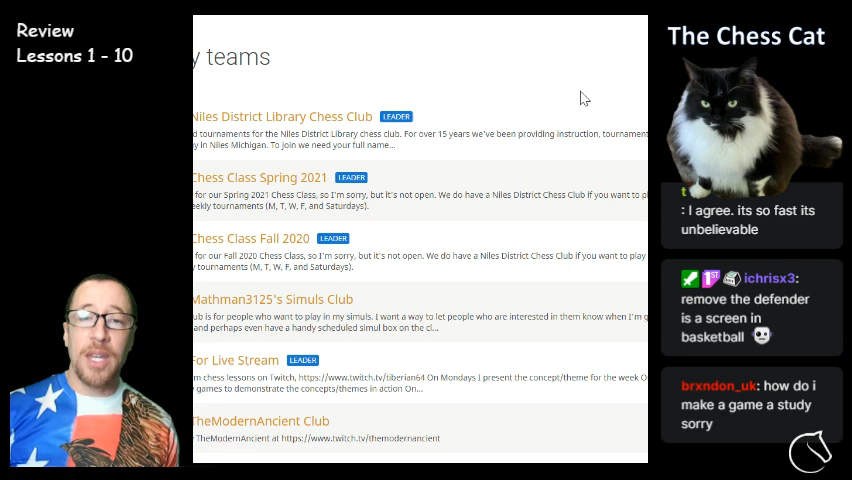 Review
Lessons 1 - 10
y teams
Niles District Library Chess Club LEADER
d tournaments for the Niles District Library chess club. For over 15 years we've been providing instruction, tournament
y in Niles Michigan. To join we need your full name...
Chess Class Spring 2021 LEADER
for our Spring 2021 Chess Class, so I'm sorry, but it's not open. We do have a Niles District Chess Club if you want to pl
eekly tournaments (M, T, W, F, and Saturdays).
Chess Class Fall 2020 LEADER
for our Fall 2020 Chess Class, so I'm sorry, but it's not open. We do have a Niles District Chess Club if you want to play
y tournaments (M, T, W, F, and Saturdays).
Mathman3125's Simuls Club
ub is for people who want to play in my simuls. I want a way to let people who are interested in them know when I'm g
and perhaps even have a handy scheduled simul box on the cl...
For Live Stream LEADER
m chess lessons on Twitch, https://www.twitch.tv/tiberian64 On Mondays I present the concept/theme for the week O
y games to demonstrate the concepts/themes in action On...
TheModernAncient Club
TheModernAncient at https://www.twitch.tv/themodernancient
The Chess Cat
: I agree. its so fast its
unbelievable
1ST ichrisx3:
remove the defender
is a screen in
basketball
brxndon_uk: how do i
make a game a study
sorry